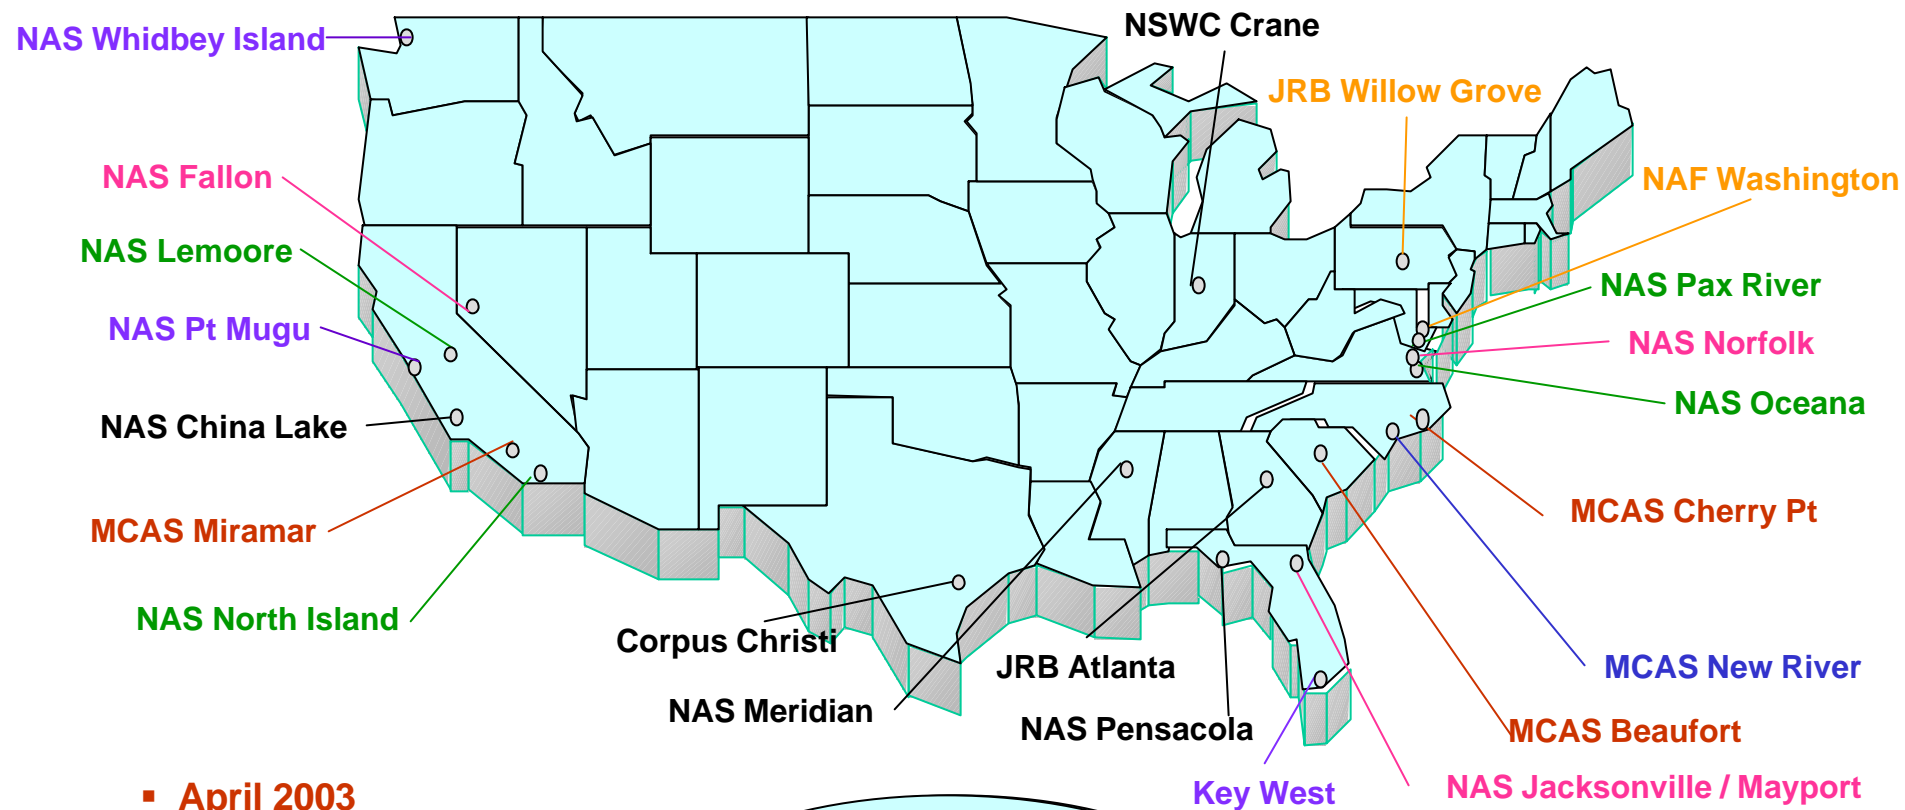 NSWC Crane
NAS Whidbey Island
JRB Willow Grove
NAS Fallon
NAF Washington
NAS Lemoore
NAS Pax River
NAS Pt Mugu
NAS Norfolk
NAS Oceana
NAS China Lake
MCAS Cherry Pt
MCAS Miramar
NAS North Island
Corpus Christi
JRB Atlanta
MCAS New River
NAS Meridian
NAS Pensacola
MCAS Beaufort
NAS Jacksonville / Mayport
Key West
▪ April 2003